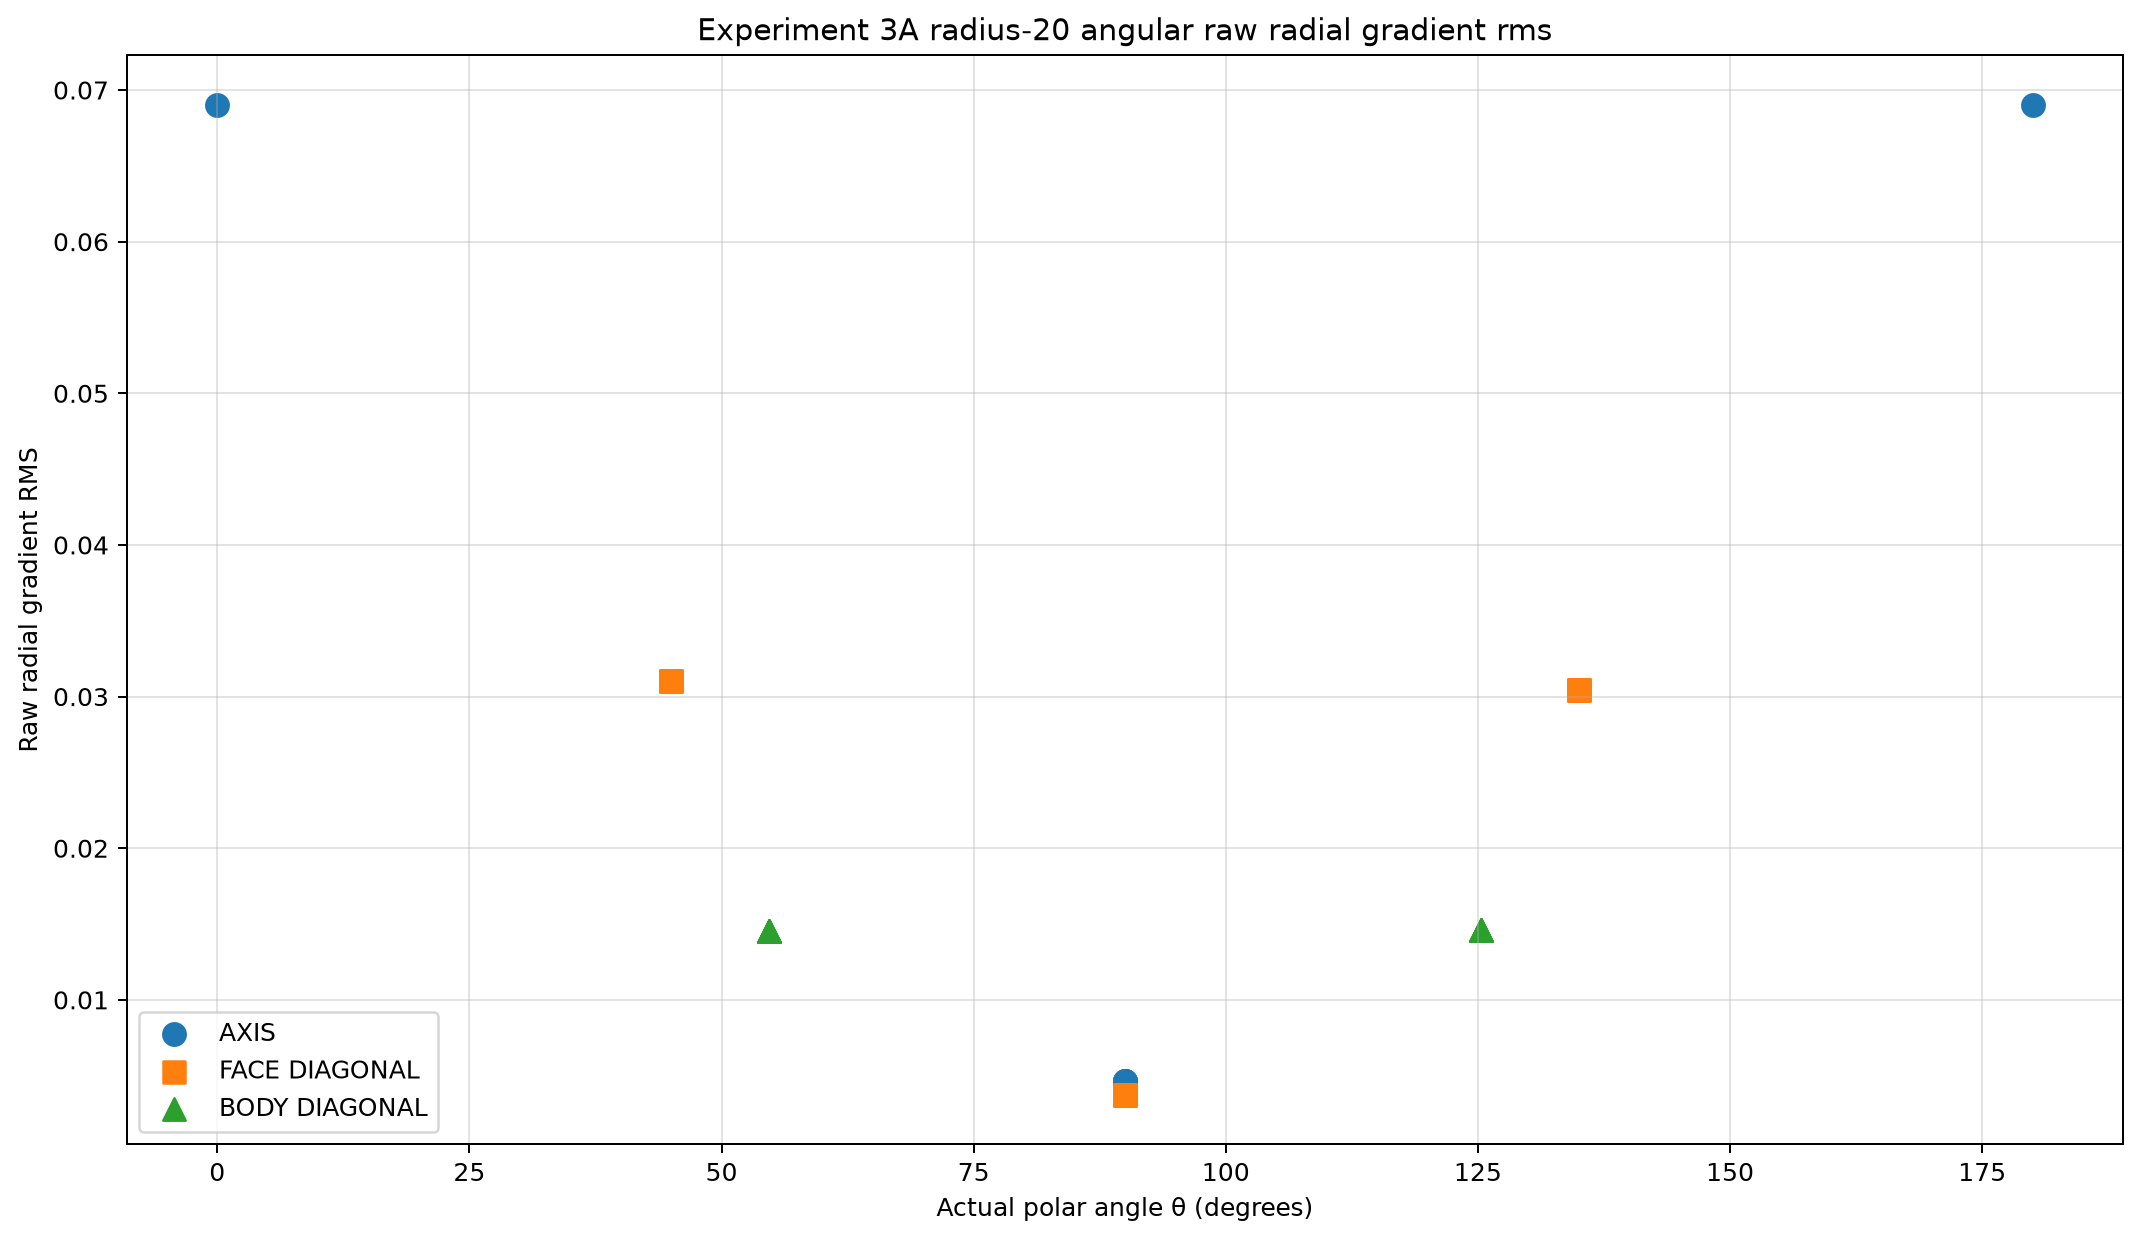 Experiment 3A radius-20 angular raw radial gradient rms
Raw radial gradient RMS
0.07
0.06
0.05
0.04
0.03
0.02
0.01
AXIS
FACE DIAGONAL
BODY DIAGONAL
0 25 50 75 100 125 150 175
Actual polar angle θ (degrees)